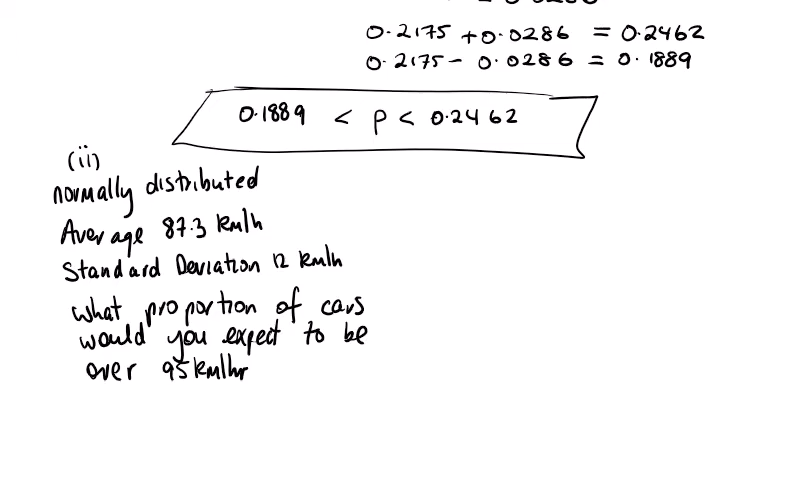 0.2175 + 0.0286 = 0.2462
0.2175 - 0.0286 = 0.1889
0.1889 < p < 0.2462
(ii)
normally distributed
Average 87.3 km/h
Standard Deviation 12 km/h
what proportion of cars
would you expect to be
over 95 km/hr